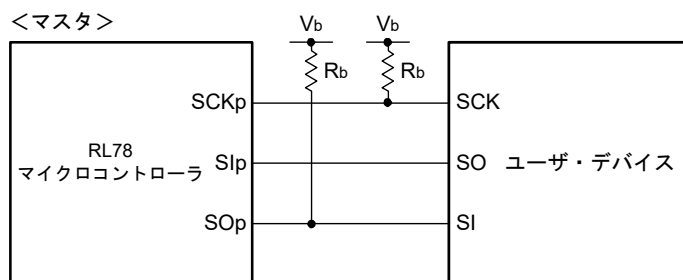 ＜マスタ＞
Vb
Vb
Rb
Rb
SCKp
SCK
RL78
マイクロコントローラ
SIp
SO
ユーザ・デバイス
SOp
SI